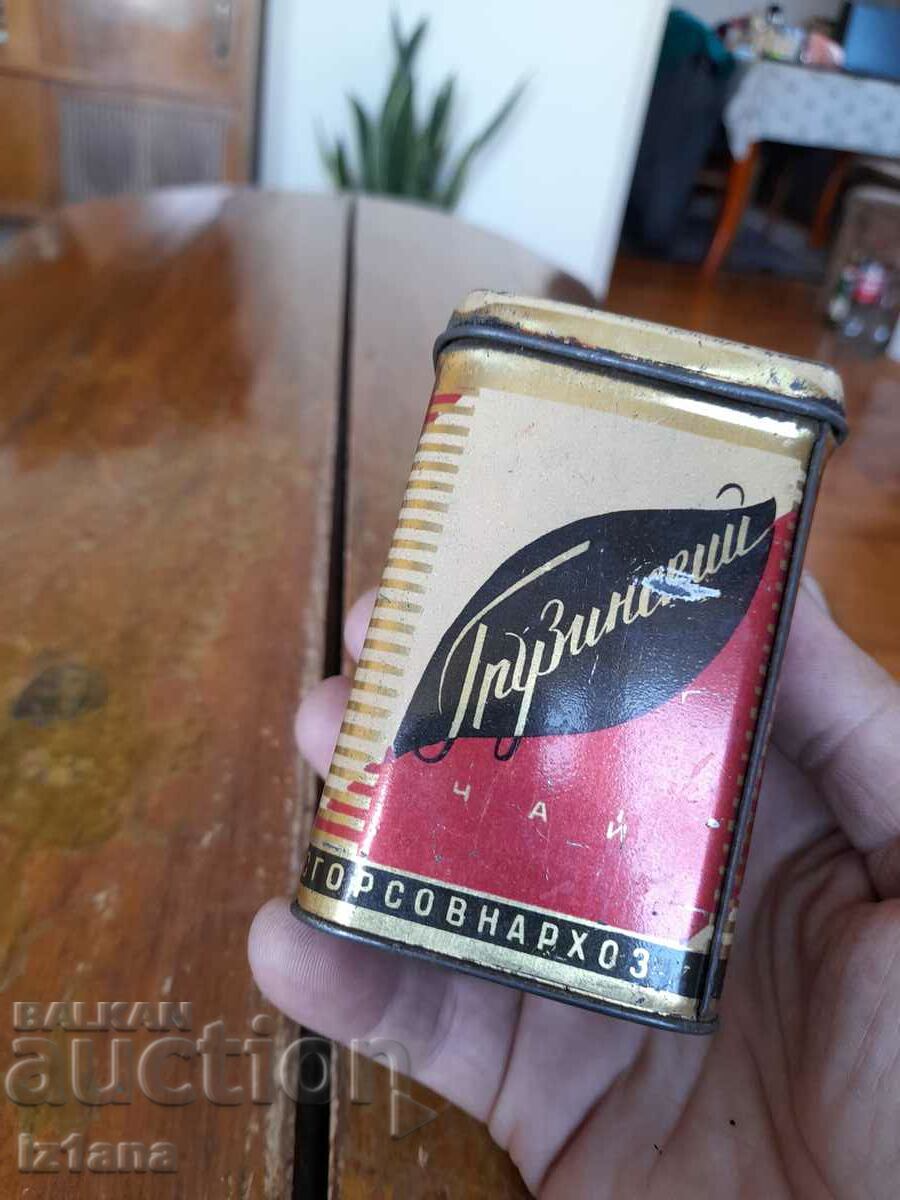 Грузинский
ЧАЙ
ГОРСОВНАРХОЗ
BALKAN
auction
iz1ana